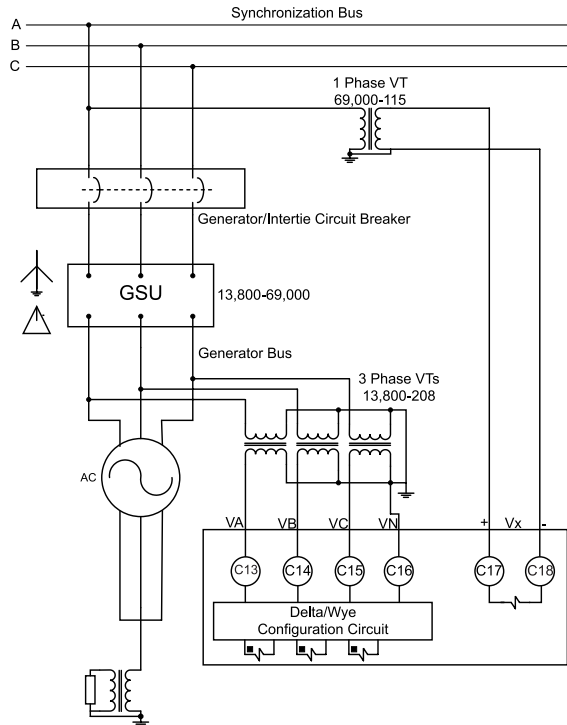 Synchronization Bus
A
B
C
1 Phase VT
69,000-115
Generator/Intertie Circuit Breaker
GSU
13,800-69,000
Generator Bus
3 Phase VTs
13,800-208
AC
VA
VB
VC
VN
+
Vx
-
C13
C14
C15
C16
C17
C18
Delta/Wye
Configuration Circuit